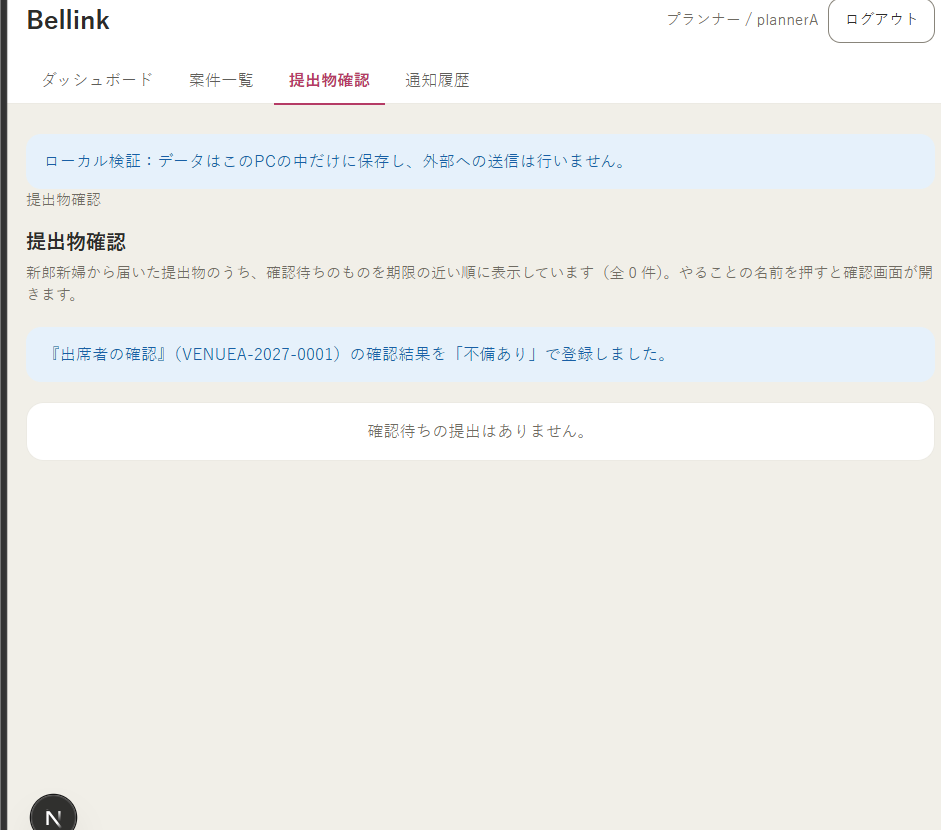 Bellink
プランナー / plannerA
ログアウト
ダッシュボード
案件一覧
提出物確認
通知履歴
ローカル検証：データはこのPCの中だけに保存し、外部への送信は行いません。
提出物確認
提出物確認
新郎新婦から届いた提出物のうち、確認待ちのものを期限の近い順に表示しています（全 0 件）。やることの名前を押すと確認画面が開
きます。
『出席者の確認』（VENUEA-2027-0001）の確認結果を「不備あり」で登録しました。
確認待ちの提出はありません。
N